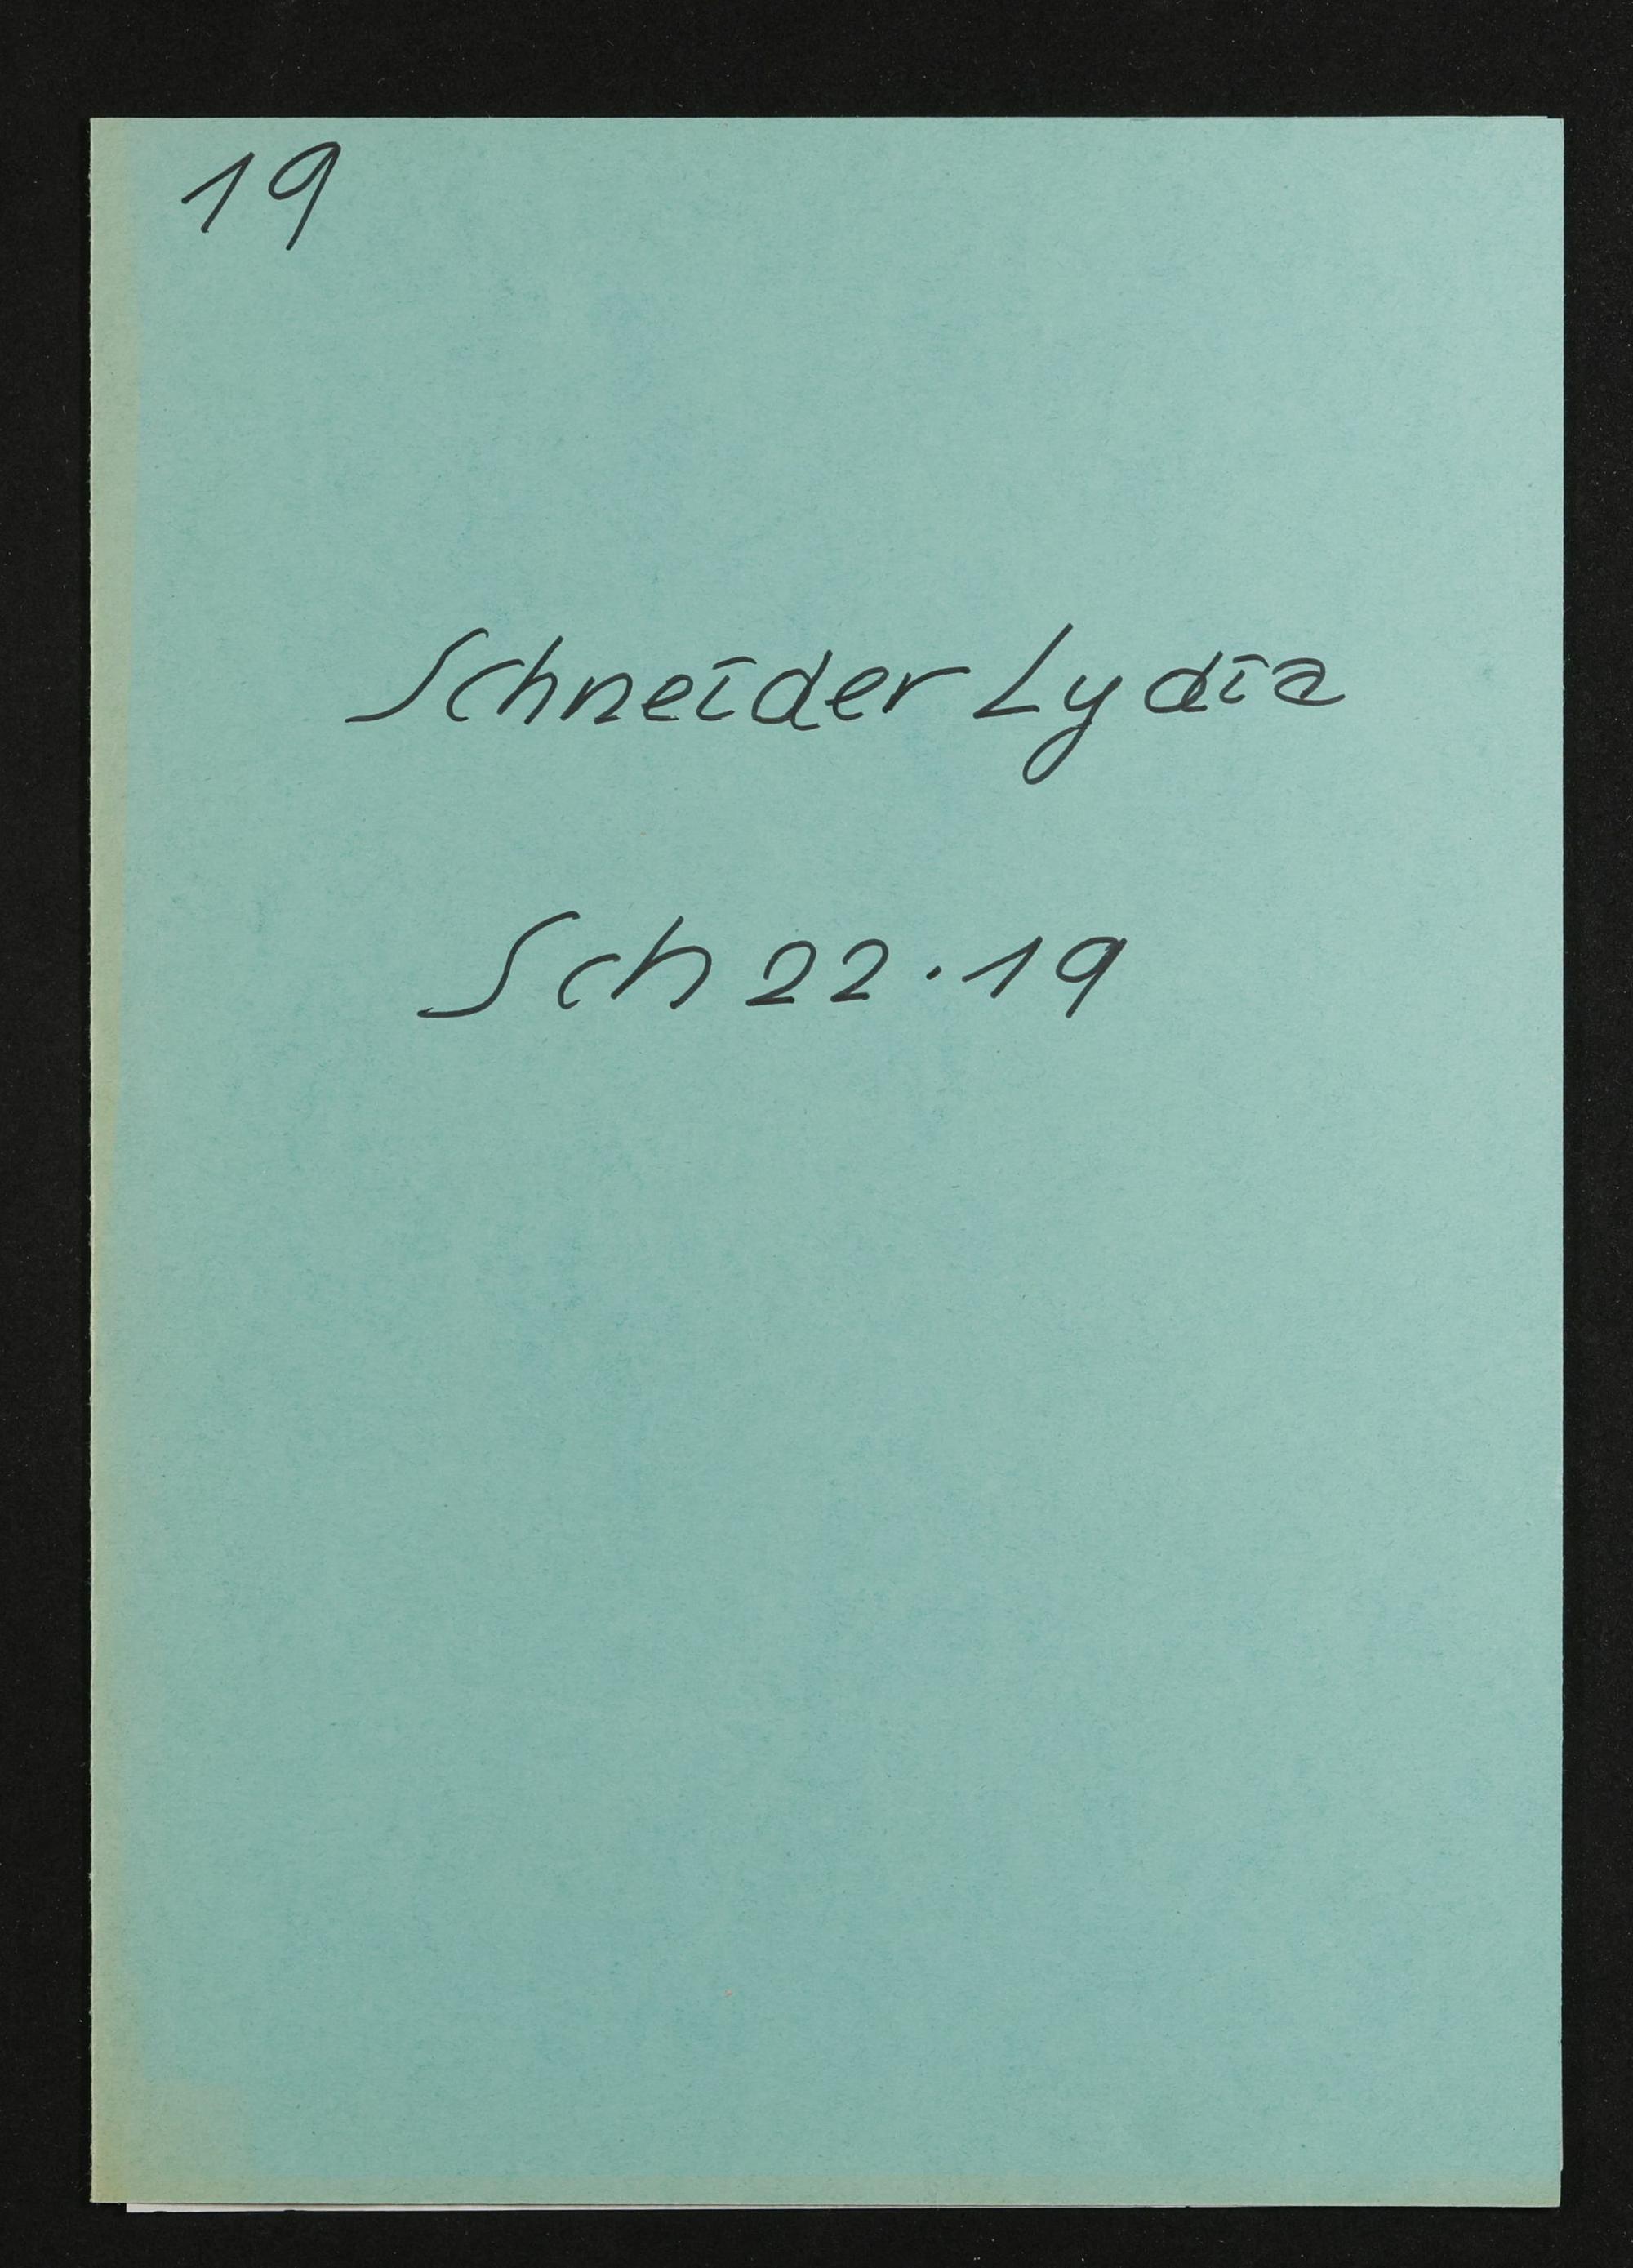 19
Schneider Lydia
Sch 22.19